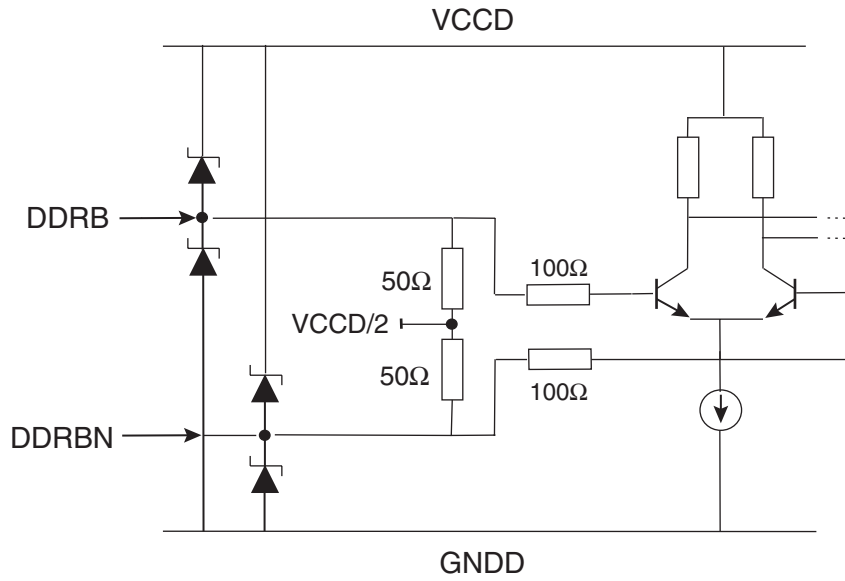 VCCD
DDRB
50Ω
100Ω
VCCD/2
50Ω
100Ω
DDRBN
GNDD